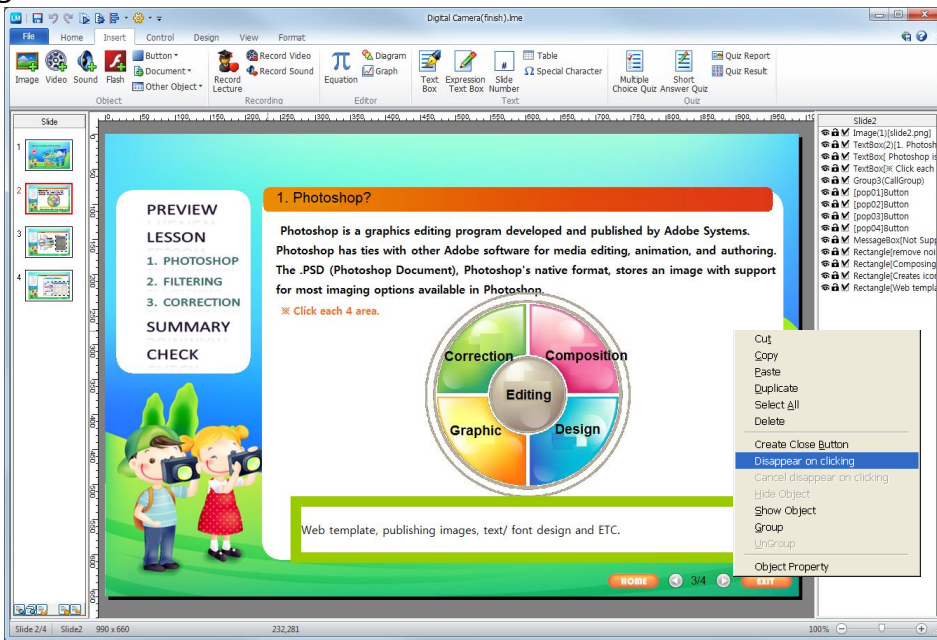 Digital Camera(finish).lme
File Home Insert Control Design View Format
Image Video Sound Flash Button Document Other Object
Object
Record Lecture Record Video Record Sound
Recording
Equation Diagram Graph
Editor
Text Box Expression Text Box Slide Number Table Special Character
Text
Multiple Choice Quiz Short Answer Quiz Quiz Report Quiz Result
Quiz
Slide
1
2
3
4
PREVIEW
LESSON
1. PHOTOSHOP
2. FILTERING
3. CORRECTION
SUMMARY
CHECK
1. Photoshop?
Photoshop is a graphics editing program developed and published by Adobe Systems.
Photoshop has ties with other Adobe software for media editing, animation, and authoring.
The .PSD (Photoshop Document), Photoshop's native format, stores an image with support
for most imaging options available in Photoshop.
※ Click each 4 area.
Correction Composition
Editing
Graphic Design
Web template, publishing images, text/ font design and ETC.
HOME 3/4 EXIT
Slide2
Image(1)[slide2.png]
TextBox(2)[1. Photosh
TextBox[ Photoshop is
TextBox[※ Click each
Group3(CallGroup)
[pop01]Button
[pop02]Button
[pop03]Button
[pop04]Button
MessageBox[Not Supp
Rectangle[remove noi
Rectangle[Composing
Rectangle[Creates icon
Rectangle[Web templa
Cut
Copy
Paste
Duplicate
Select All
Delete
Create Close Button
Disappear on clicking
Cancel disappear on clicking
Hide Object
Show Object
Group
UnGroup
Object Property
Slide 2/4 Slide2 990 x 660 232,281 100%